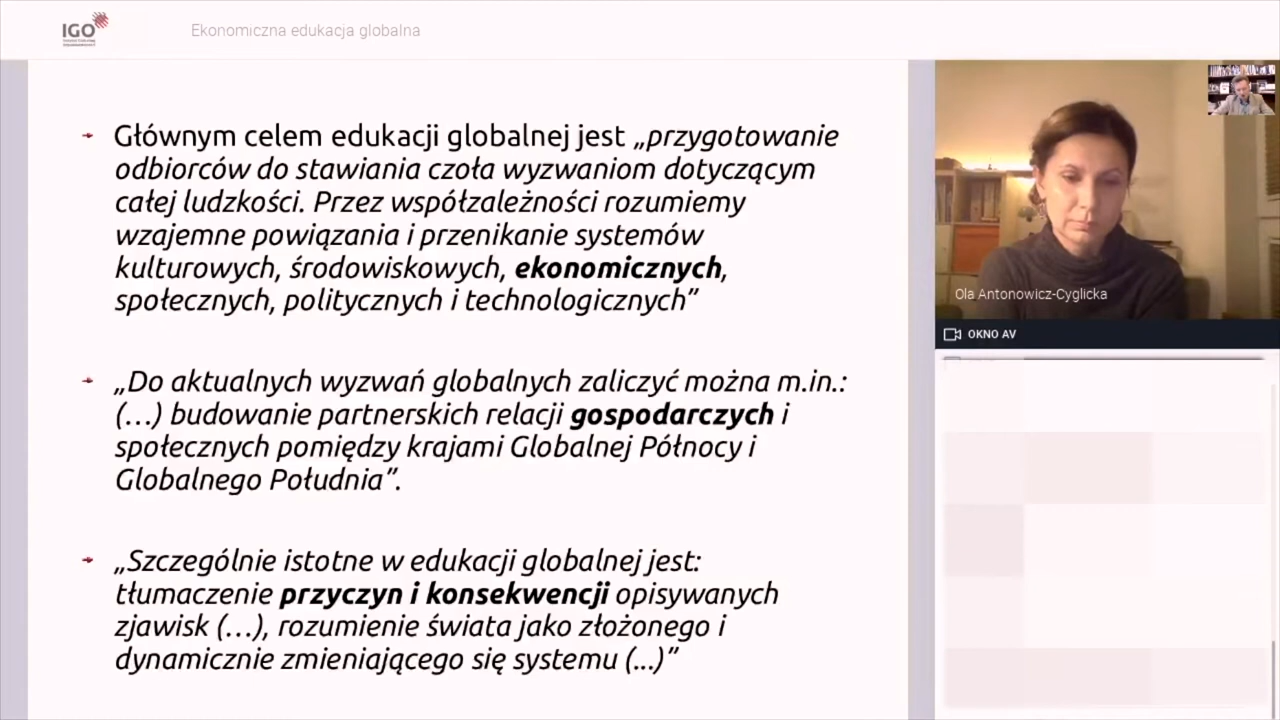 IGO
Ekonomiczna edukacja globalna
Głównym celem edukacji globalnej jest „przygotowanie
odbiorców do stawiania czoła wyzwaniom dotyczącym
całej ludzkości. Przez współzależności rozumiemy
wzajemne powiązania i przenikanie systemów
kulturowych, środowiskowych, ekonomicznych,
społecznych, politycznych i technologicznych”
„Do aktualnych wyzwań globalnych zaliczyć można m.in.:
(…) budowanie partnerskich relacji gospodarczych i
społecznych pomiędzy krajami Globalnej Północy i
Globalnego Południa”.
„Szczególnie istotne w edukacji globalnej jest:
tłumaczenie przyczyn i konsekwencji opisywanych
zjawisk (…), rozumienie świata jako złożonego i
dynamicznie zmieniającego się systemu (...)”
Ola Antonowicz-Cyglicka
OKNO AV